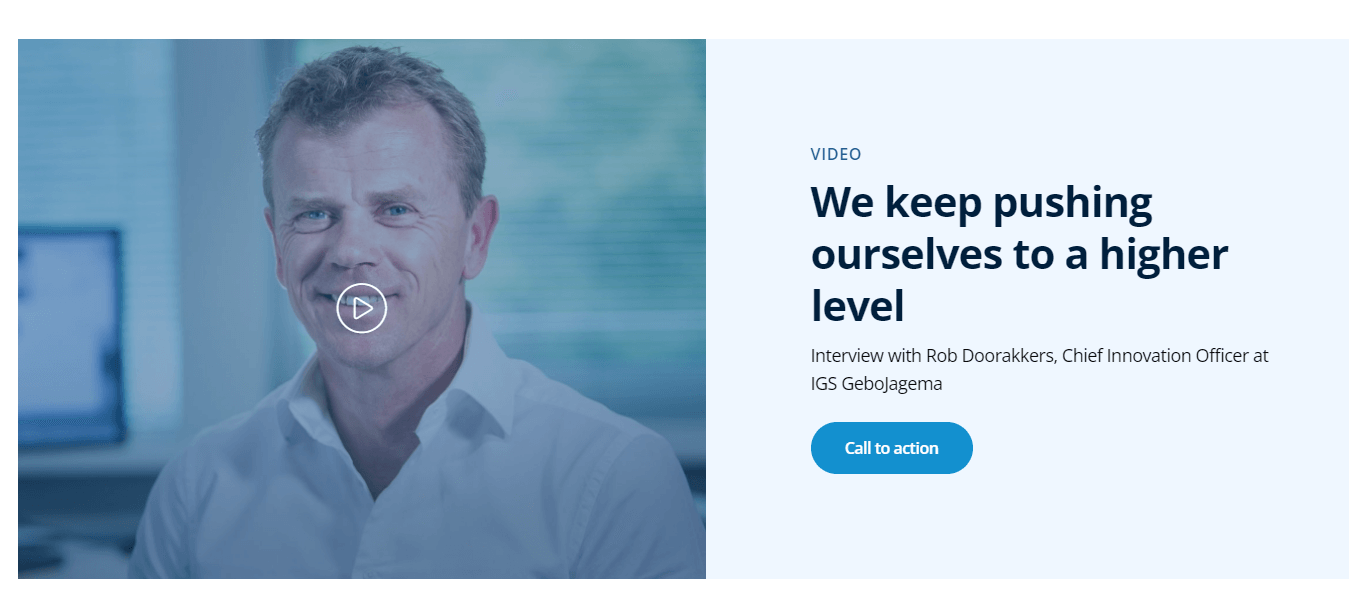 VIDEO
We keep pushing
ourselves to a higher
level
Interview with Rob Doorakkers, Chief Innovation Officer at
IGS GeboJagema
Call to action